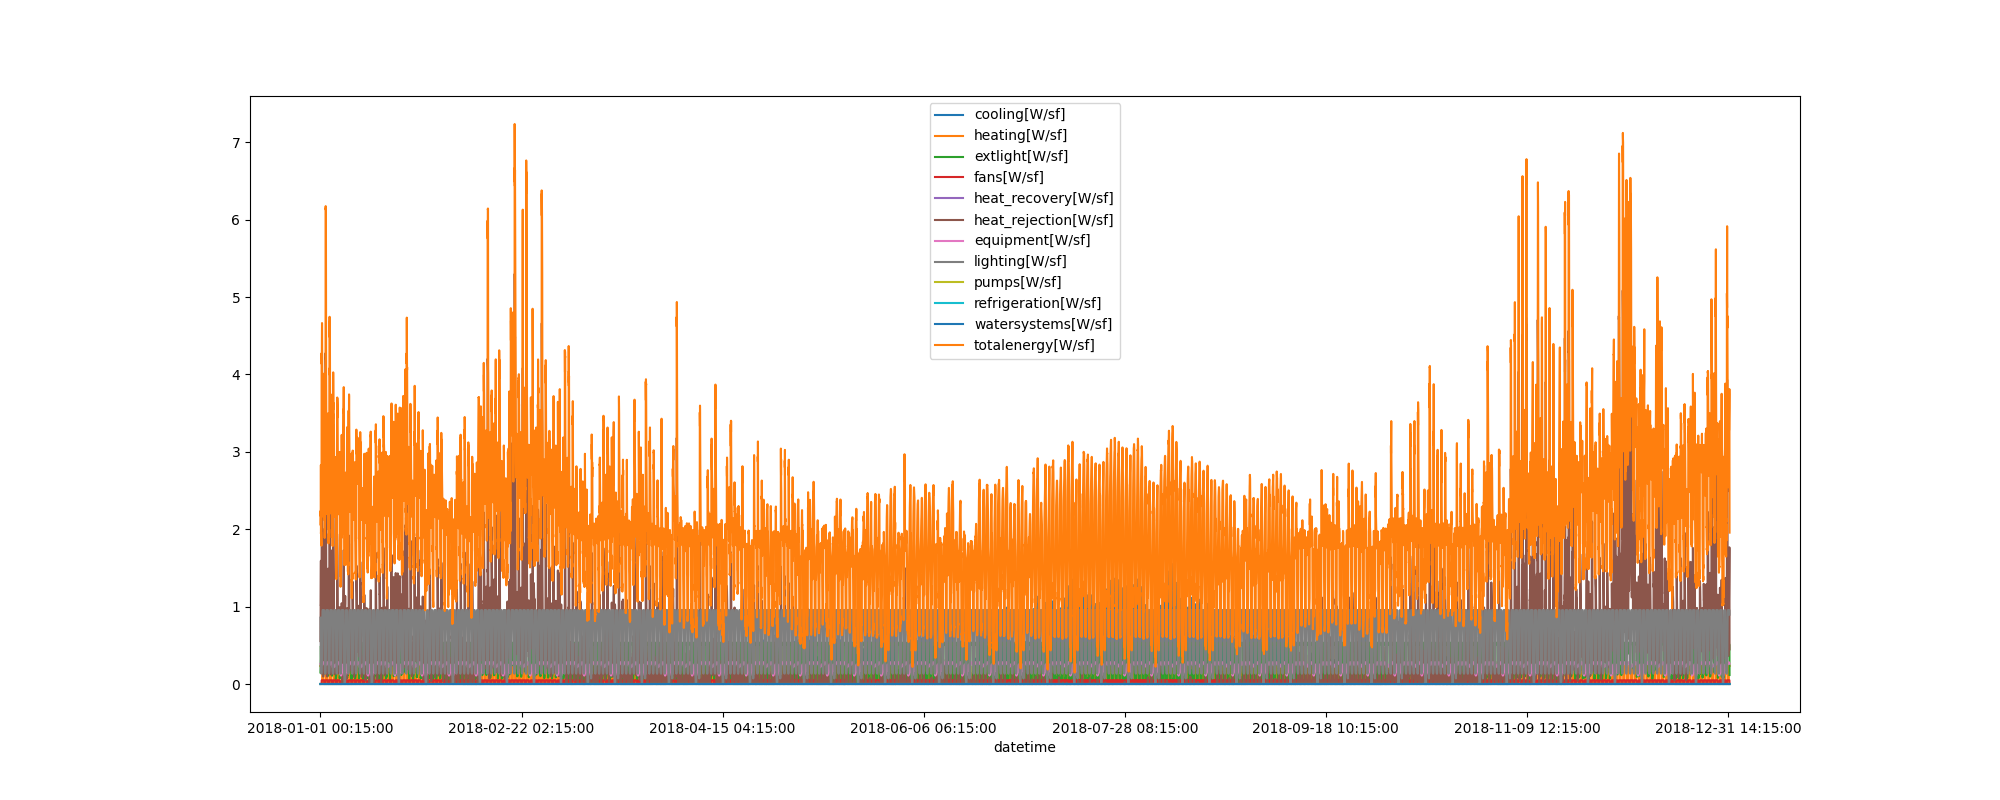 cooling[W/sf]
heating[W/sf]
extlight[W/sf]
fans[W/sf]
heat_recovery[W/sf]
heat_rejection[W/sf]
equipment[W/sf]
lighting[W/sf]
pumps[W/sf]
refrigeration[W/sf]
watersystems[W/sf]
totalenergy[W/sf]
7
6
5
4
3
2
1
0
2018-01-01 00:15:00 2018-02-22 02:15:00 2018-04-15 04:15:00 2018-06-06 06:15:00 2018-07-28 08:15:00 2018-09-18 10:15:00 2018-11-09 12:15:00 2018-12-31 14:15:00
datetime